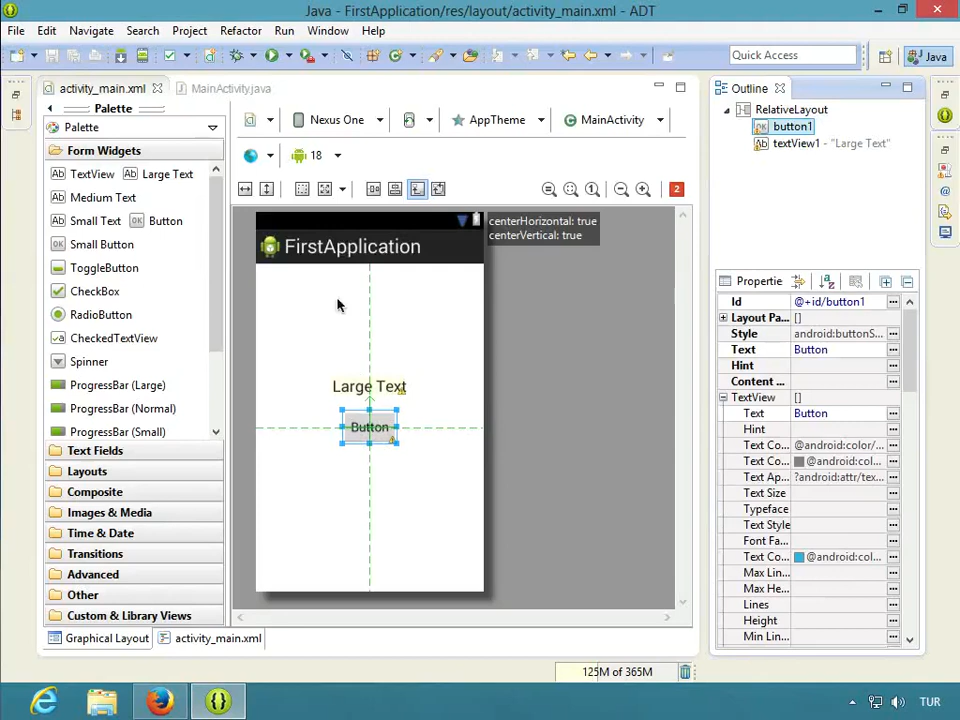 Java - FirstApplication/res/layout/activity_main.xml - ADT
File Edit Navigate Search Project Refactor Run Window Help
Quick Access
Java
activity_main.xml
MainActivity.java
Outline
Palette
Palette
Nexus One
AppTheme
MainActivity
RelativeLayout
button1
textView1 - "Large Text"
Form Widgets
18
TextView
Large Text
Medium Text
2
Small Text
Button
Small Button
ToggleButton
CheckBox
RadioButton
CheckedTextView
Spinner
ProgressBar (Large)
ProgressBar (Normal)
ProgressBar (Small)
Text Fields
Layouts
Composite
Images & Media
Time & Date
Transitions
Advanced
Other
Custom & Library Views
centerHorizontal: true
centerVertical: true
FirstApplication
Large Text
Button
Propertie
Id @+id/button1
Layout Pa... []
Style android:buttonS...
Text Button
Hint
Content ...
TextView []
Text Button
Hint
Text Co... @android:color/...
Text Co... @android:col...
Text Ap... ?android:attr/tex...
Text Size
Typeface
Text Style
Font Fa...
Text Co... @android:col...
Max Lin...
Max He...
Lines
Height
Min Lin...
Graphical Layout
activity_main.xml
125M of 365M
TUR